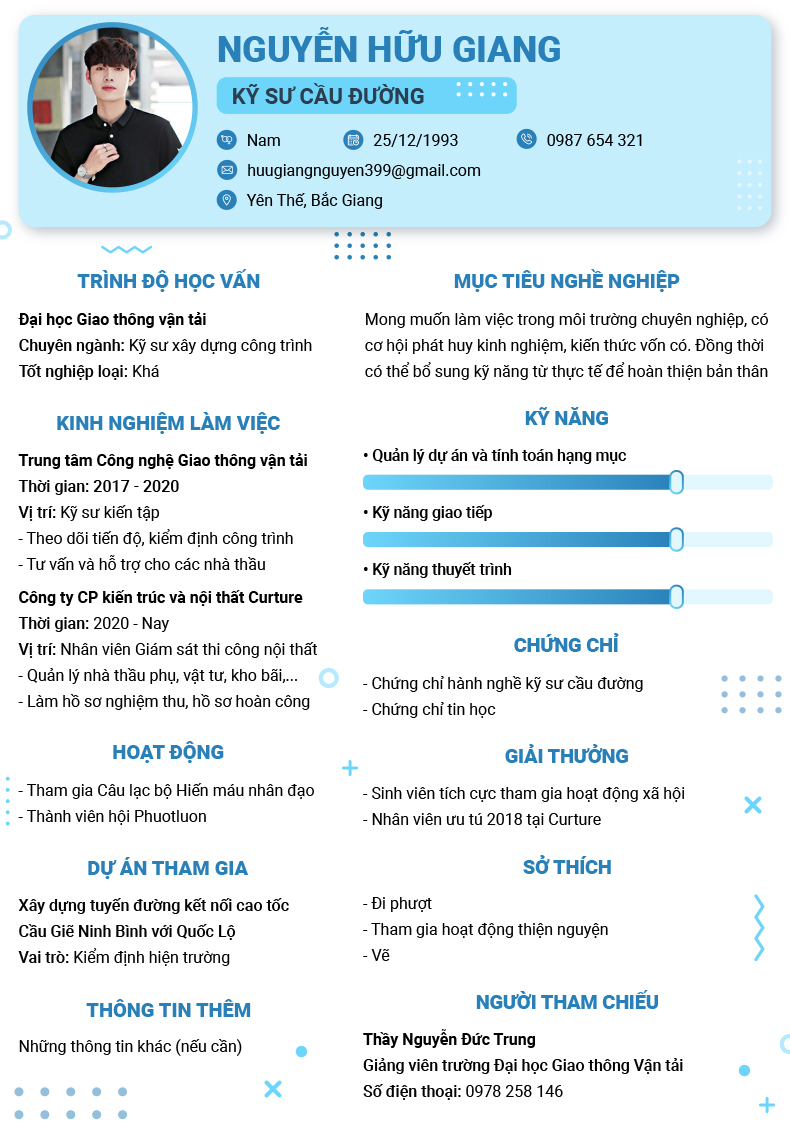 NGUYỄN HỮU GIANG
KỸ SƯ CẦU ĐƯỜNG
Nam
25/12/1993
0987 654 321
huugiangnguyen399@gmail.com
Yên Thế, Bắc Giang
TRÌNH ĐỘ HỌC VẤN
Đại học Giao thông vận tải
Chuyên ngành: Kỹ sư xây dựng công trình
Tốt nghiệp loại: Khá
KINH NGHIỆM LÀM VIỆC
Trung tâm Công nghệ Giao thông vận tải
Thời gian: 2017 - 2020
Vị trí: Kỹ sư kiến tập
- Theo dõi tiến độ, kiểm định công trình
- Tư vấn và hỗ trợ cho các nhà thầu
Công ty CP kiến trúc và nội thất Curture
Thời gian: 2020 - Nay
Vị trí: Nhân viên Giám sát thi công nội thất
- Quản lý nhà thầu phụ, vật tư, kho bãi,...
- Làm hồ sơ nghiệm thu, hồ sơ hoàn công
HOẠT ĐỘNG
- Tham gia Câu lạc bộ Hiến máu nhân đạo
- Thành viên hội Phuotluon
DỰ ÁN THAM GIA
Xây dựng tuyến đường kết nối cao tốc
Cầu Giẽ Ninh Bình với Quốc Lộ
Vai trò: Kiểm định hiện trường
THÔNG TIN THÊM
Những thông tin khác (nếu cần)
MỤC TIÊU NGHỀ NGHIỆP
Mong muốn làm việc trong môi trường chuyên nghiệp, có
cơ hội phát huy kinh nghiệm, kiến thức vốn có. Đồng thời
có thể bổ sung kỹ năng từ thực tế để hoàn thiện bản thân
KỸ NĂNG
• Quản lý dự án và tính toán hạng mục
• Kỹ năng giao tiếp
• Kỹ năng thuyết trình
CHỨNG CHỈ
- Chứng chỉ hành nghề kỹ sư cầu đường
- Chứng chỉ tin học
GIẢI THƯỞNG
- Sinh viên tích cực tham gia hoạt động xã hội
- Nhân viên ưu tú 2018 tại Curture
SỞ THÍCH
- Đi phượt
- Tham gia hoạt động thiện nguyện
- Vẽ
NGƯỜI THAM CHIẾU
Thầy Nguyễn Đức Trung
Giảng viên trường Đại học Giao thông Vận tải
Số điện thoại: 0978 258 146